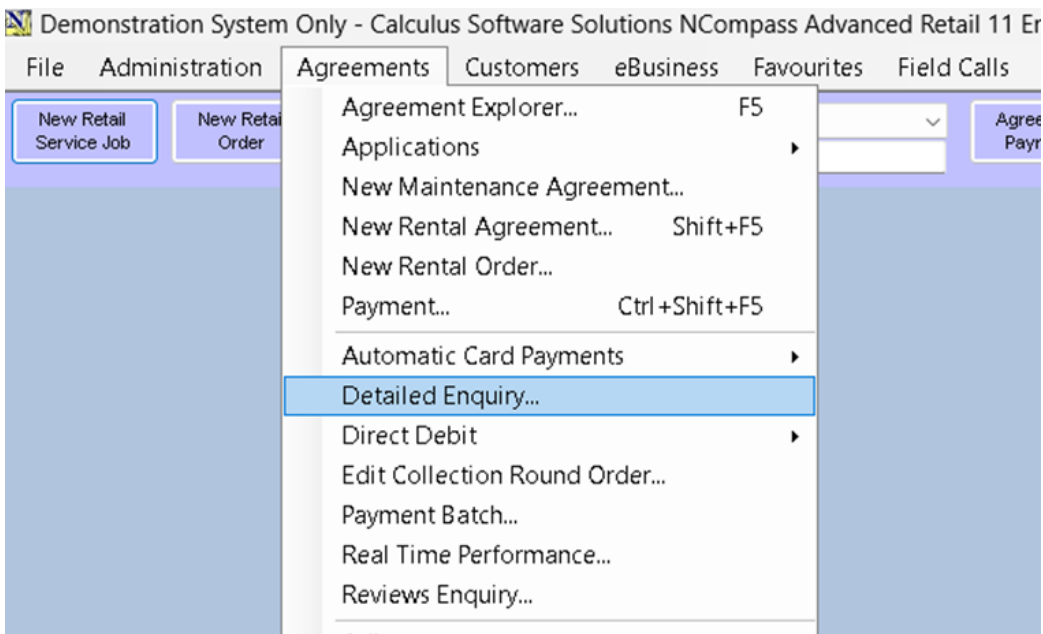 Demonstration System Only - Calculus Software Solutions NCompass Advanced Retail 11
File Administration Agreements Customers eBusiness Favourites Field Calls
New Retail
Service Job
New
Order
Agreement Explorer... F5
Applications
New Maintenance Agreement...
New Rental Agreement... Shift+F5
New Rental Order...
Payment... Ctrl+Shift+F5
Automatic Card Payments
Detailed Enquiry...
Direct Debit
Edit Collection Round Order...
Payment Batch...
Real Time Performance...
Reviews Enquiry...